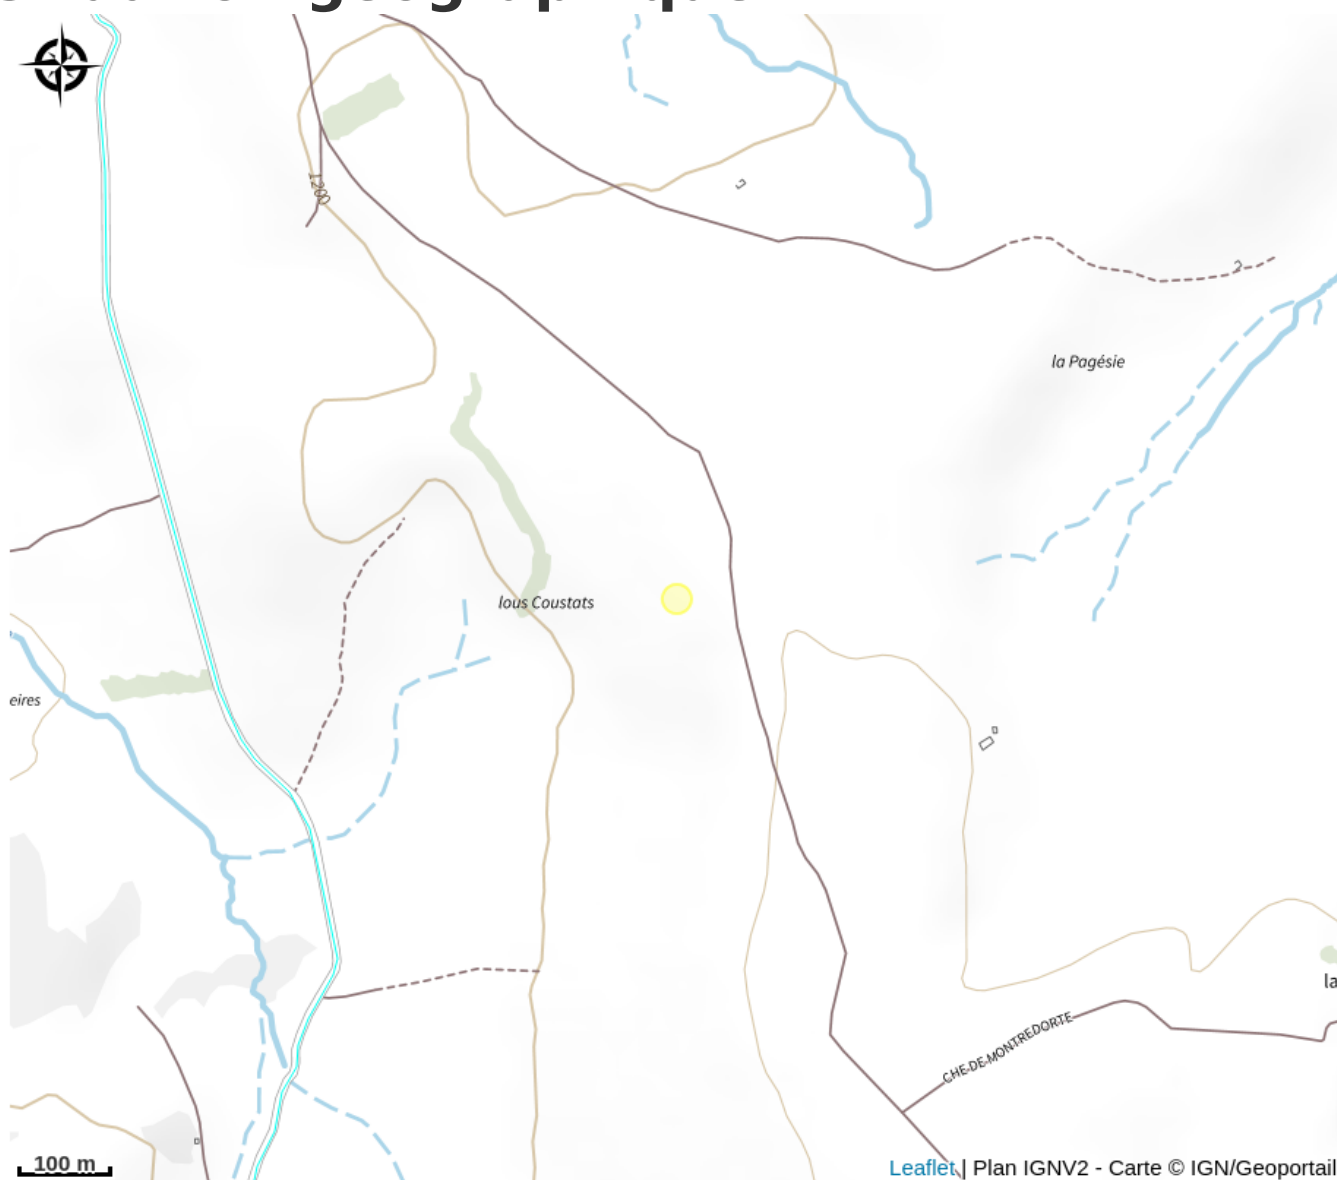 1200
la Pagésie
lous Coustats
eires
la
CHE-DE-MONTREDORTE
100 m
Leaflet | Plan IGNV2 - Carte © IGN/Geoportail